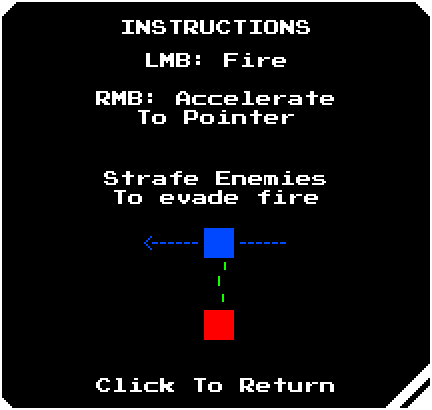 INSTRUCTIONS
LMB: Fire
RMB: Accelerate
To Pointer
Strafe Enemies
To evade fire
Click To Return